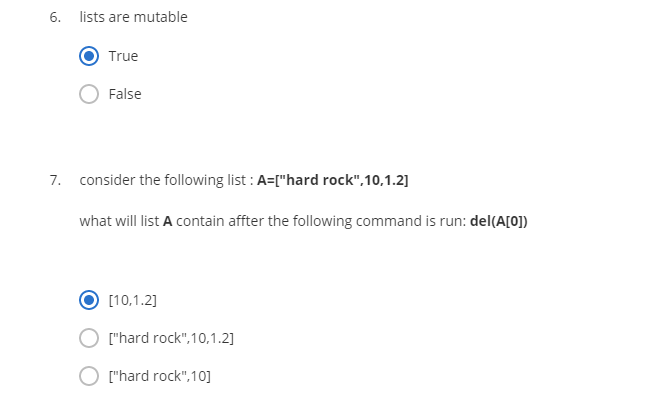 6. lists are mutable
True
False
7. consider the following list : A=["hard rock",10,1.2]
what will list A contain affter the following command is run: del(A[0])
[10,1.2]
["hard rock",10,1.2]
["hard rock",10]